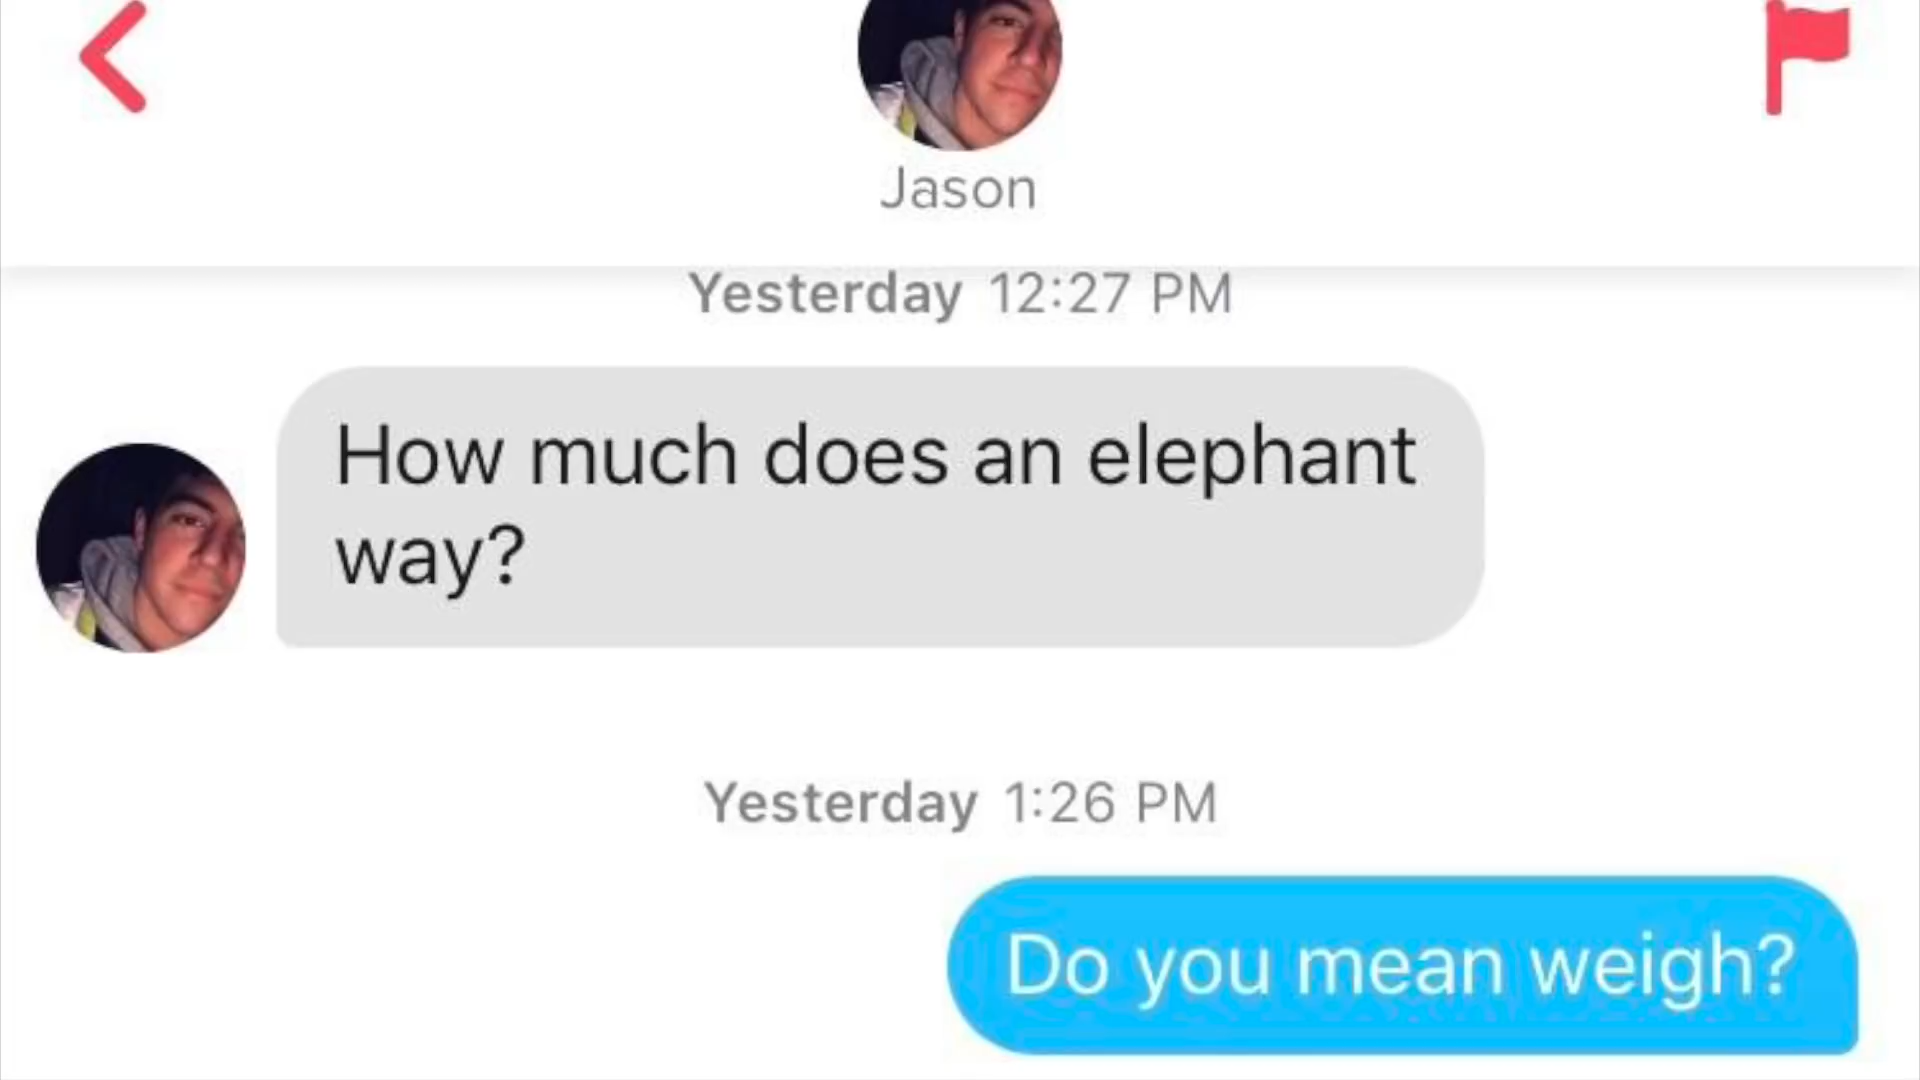 Jason
Yesterday 12:27 PM
How much does an elephant
way?
Yesterday 1:26 PM
Do you mean weigh?